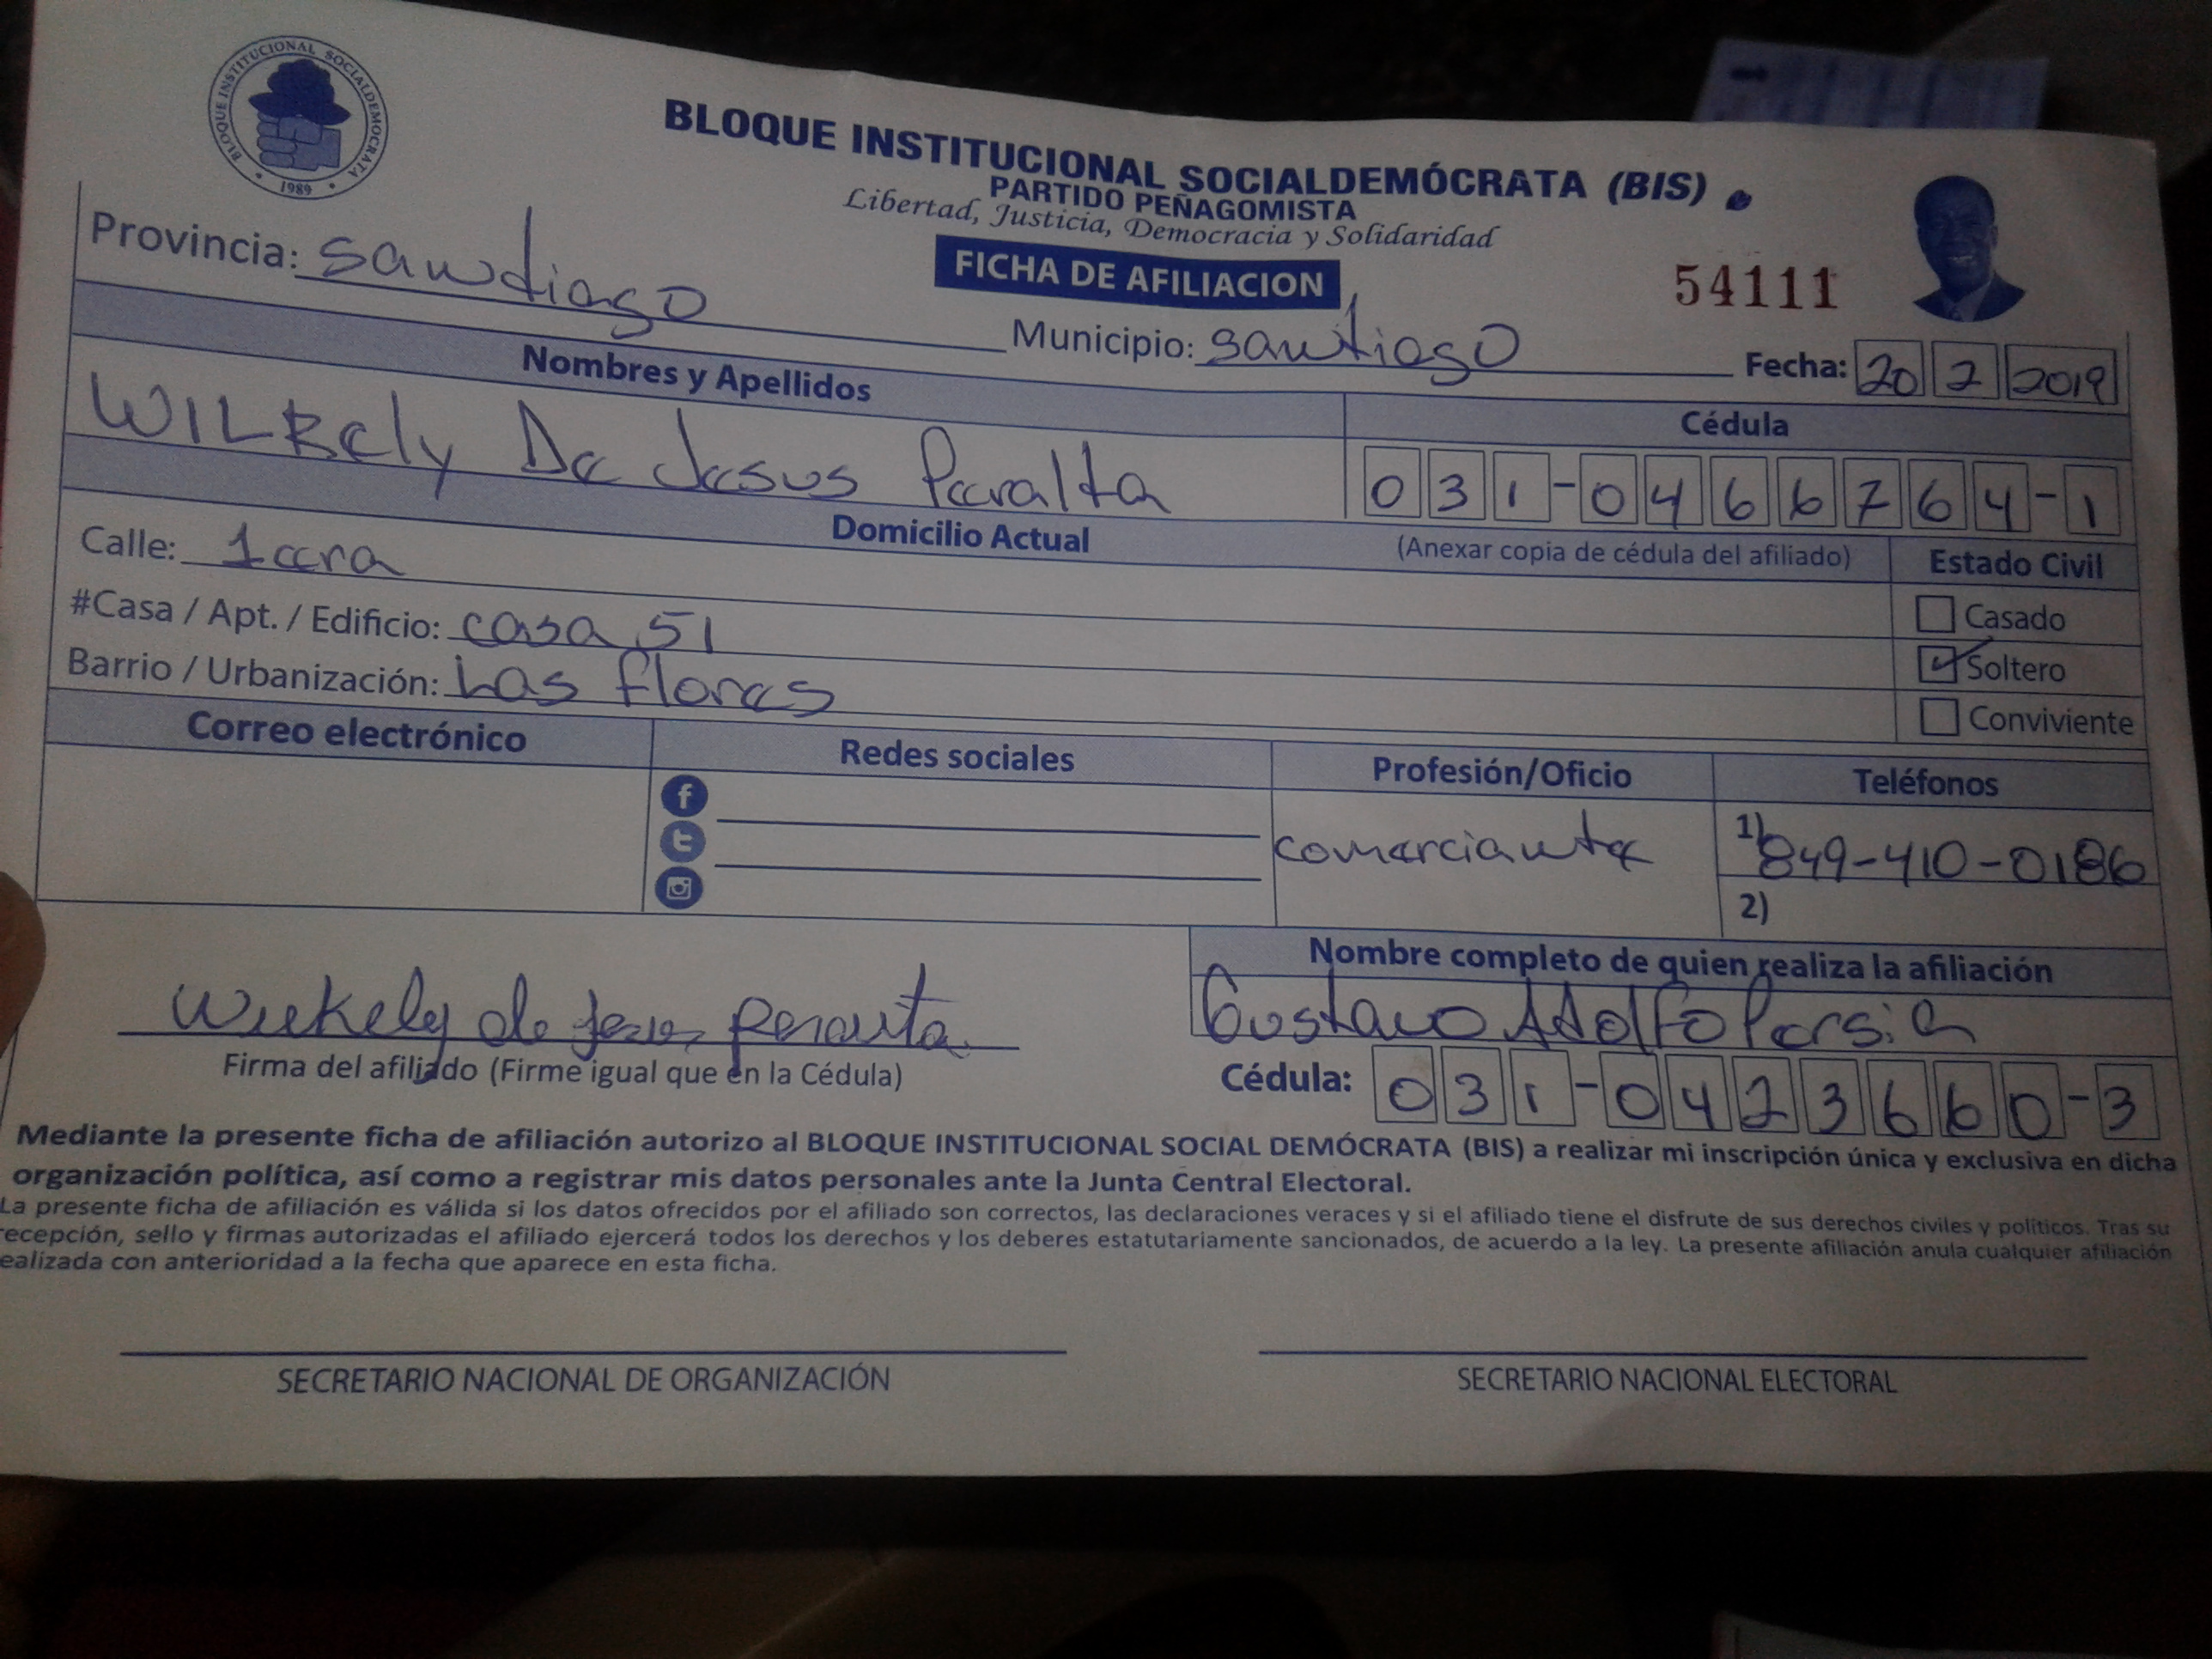 BLOQUE INSTITUCIONAL SOCIALDEMOCRATA
1989
BLOQUE INSTITUCIONAL SOCIALDEMÓCRATA (BIS)
PARTIDO PEÑAGOMISTA
Libertad, Justicia, Democracia y Solidaridad
FICHA DE AFILIACION
54111
Provincia: Santiago
Municipio: Santiago
Fecha: 20 2 2019
Nombres y Apellidos
Cédula
WILBely De Jesus Peralta
031-0466764-1
Domicilio Actual
(Anexar copia de cédula del afiliado)
Estado Civil
Calle: 1era
Casado
#Casa / Apt. / Edificio: casa 51
Soltero
Barrio / Urbanización: Las flores
Conviviente
Correo electrónico
Redes sociales
Profesión/Oficio
Teléfonos
comerciante
1) 849-410-0186
2)
Nombre completo de quien realiza la afiliación
Gustavo Adolfo Persia
de Peralta
Firma del afiliado (Firme igual que en la Cédula)
Cédula: 031-0423660-3
Mediante la presente ficha de afiliación autorizo al BLOQUE INSTITUCIONAL SOCIAL DEMÓCRATA (BIS) a realizar mi inscripción única y exclusiva en dicha
organización política, así como a registrar mis datos personales ante la Junta Central Electoral.
La presente ficha de afiliación es válida si los datos ofrecidos por el afiliado son correctos, las declaraciones veraces y si el afiliado tiene el disfrute de sus derechos civiles y políticos. Tras su
recepción, sello y firmas autorizadas el afiliado ejercerá todos los derechos y los deberes estatutariamente sancionados, de acuerdo a la ley. La presente afiliación anula cualquier afiliación
ealizada con anterioridad a la fecha que aparece en esta ficha.
SECRETARIO NACIONAL DE ORGANIZACIÓN
SECRETARIO NACIONAL ELECTORAL